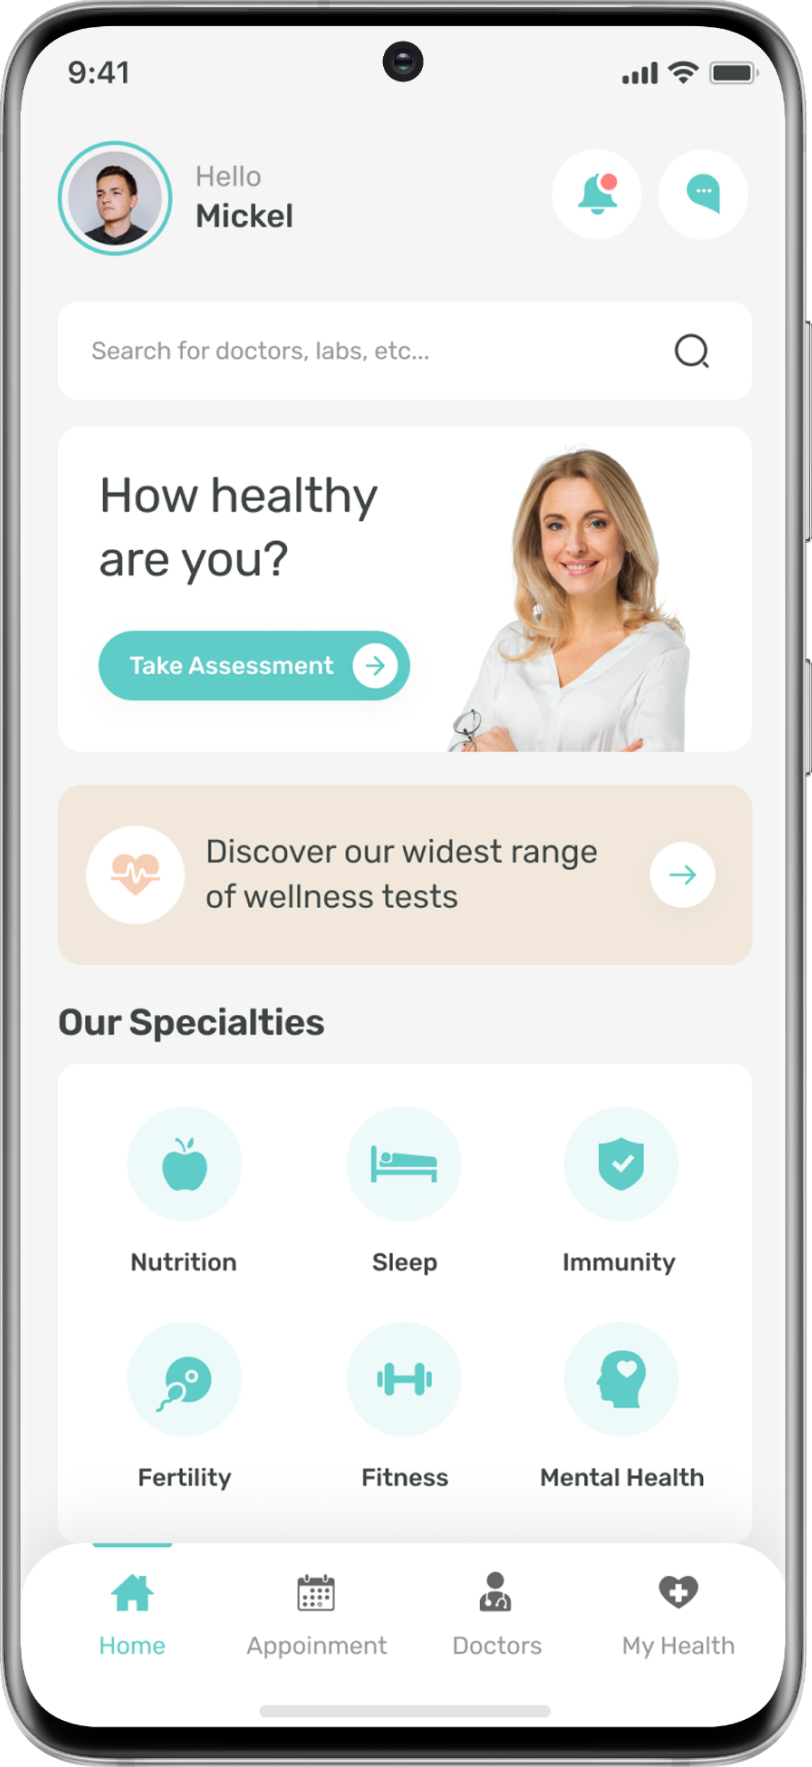 9:41
Hello
Mickel
Search for doctors, labs, etc...
How healthy
are you?
Take Assessment
Discover our widest range
of wellness tests
Our Specialties
Nutrition
Sleep
Immunity
Fertility
Fitness
Mental Health
Home
Appoinment
Doctors
My Health